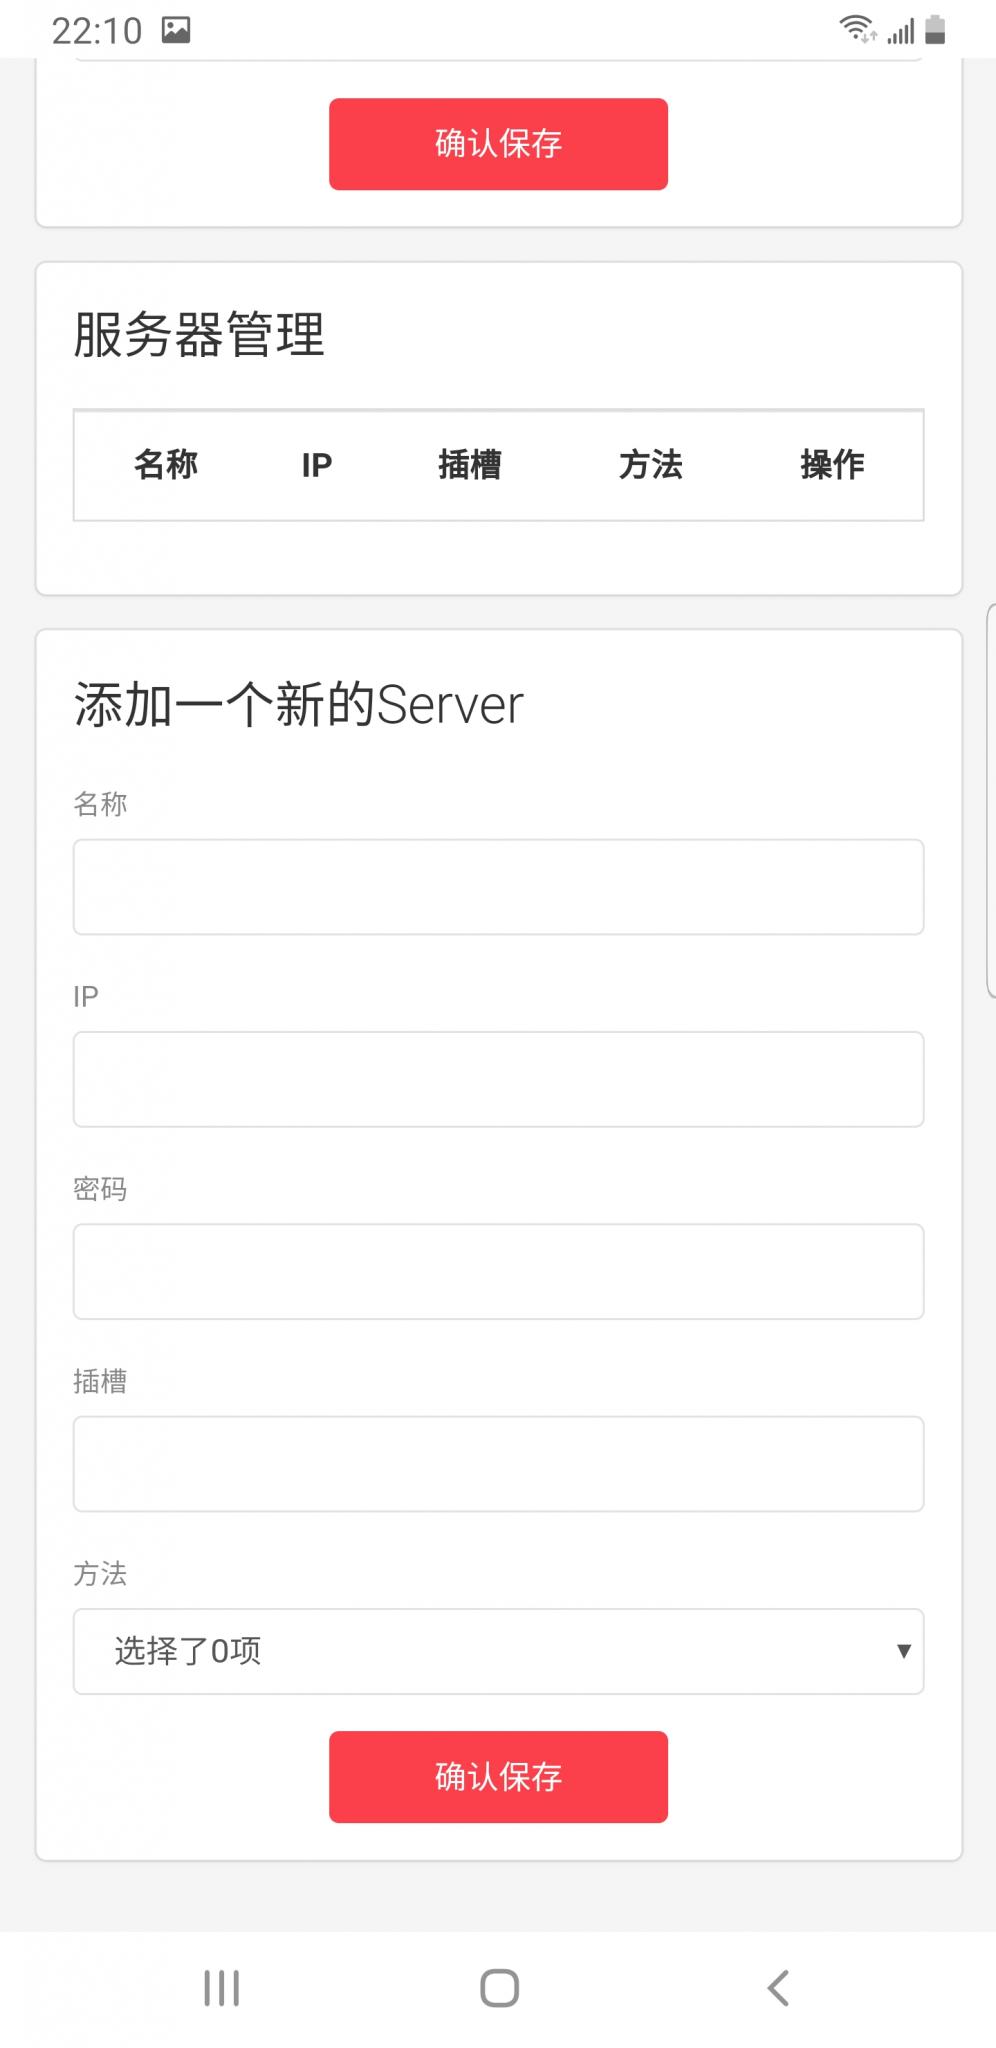 22:10
确认保存
服务器管理
名称 IP 插槽 方法 操作
添加一个新的Server
名称
IP
密码
插槽
方法
选择了0项
确认保存